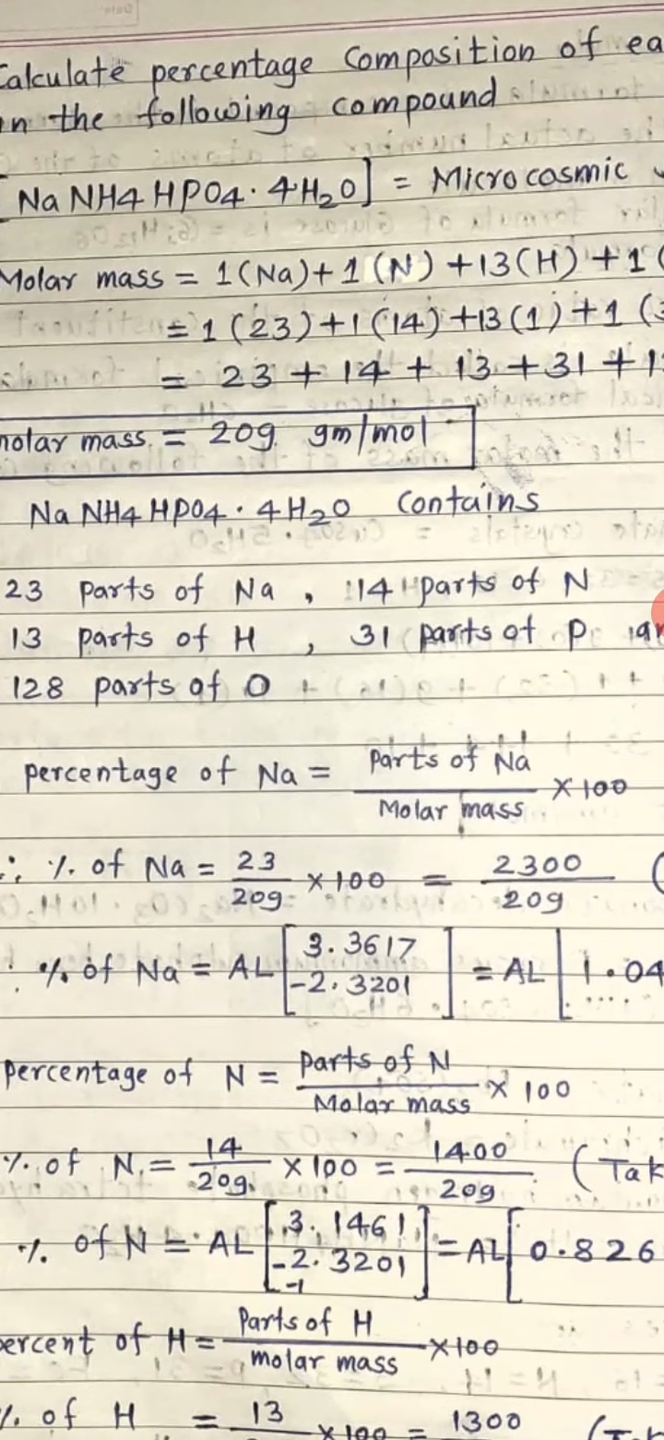 Calculate percentage Composition of ea
in the following compound
[NaNH4HPO4·4H2O] = Microcosmic
Molar mass = 1(Na)+1(N)+13(H)+1(
= 1(23)+1(14)+13(1)+1(3
= 23+14+13+31+1
molar mass = 209 gm/mol
NaNH4HPO4·4H2O Contains
23 Parts of Na, 14 parts of N
13 parts of H, 31 parts of P an
128 parts of O
percentage of Na = Parts of Na / Molar mass × 100
∴ % of Na = 23/209 × 100 = 2300/209 (
∴ % of Na = AL[3.3617 -2.3201] = AL[1.04
percentage of N = Parts of N / Molar mass × 100
% of N = 14/209 × 100 = 1400/209 (Tak
% of N = AL[3.1461 -2.3201] = AL[0.826
percent of H = Parts of H / molar mass × 100
% of H = 13 × 100 = 1300